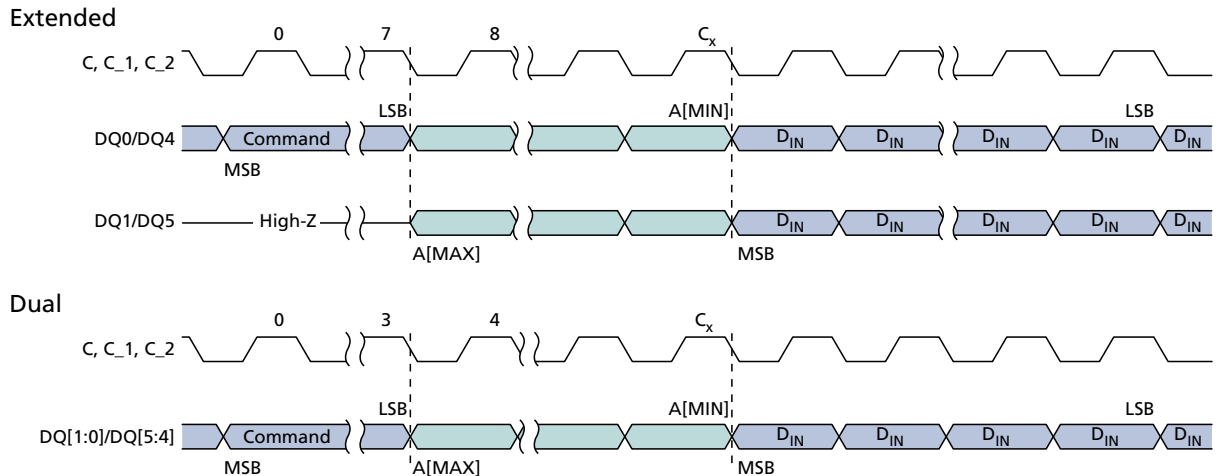 Extended
0 7 8 Cx
C, C_1, C_2
LSB A[MIN] LSB
DQ0/DQ4 Command DIN DIN DIN DIN DIN
MSB
DQ1/DQ5 High-Z DIN DIN DIN DIN DIN
A[MAX] MSB
Dual
0 3 4 Cx
C, C_1, C_2
LSB A[MIN] LSB
DQ[1:0]/DQ[5:4] Command DIN DIN DIN DIN DIN
MSB A[MAX] MSB